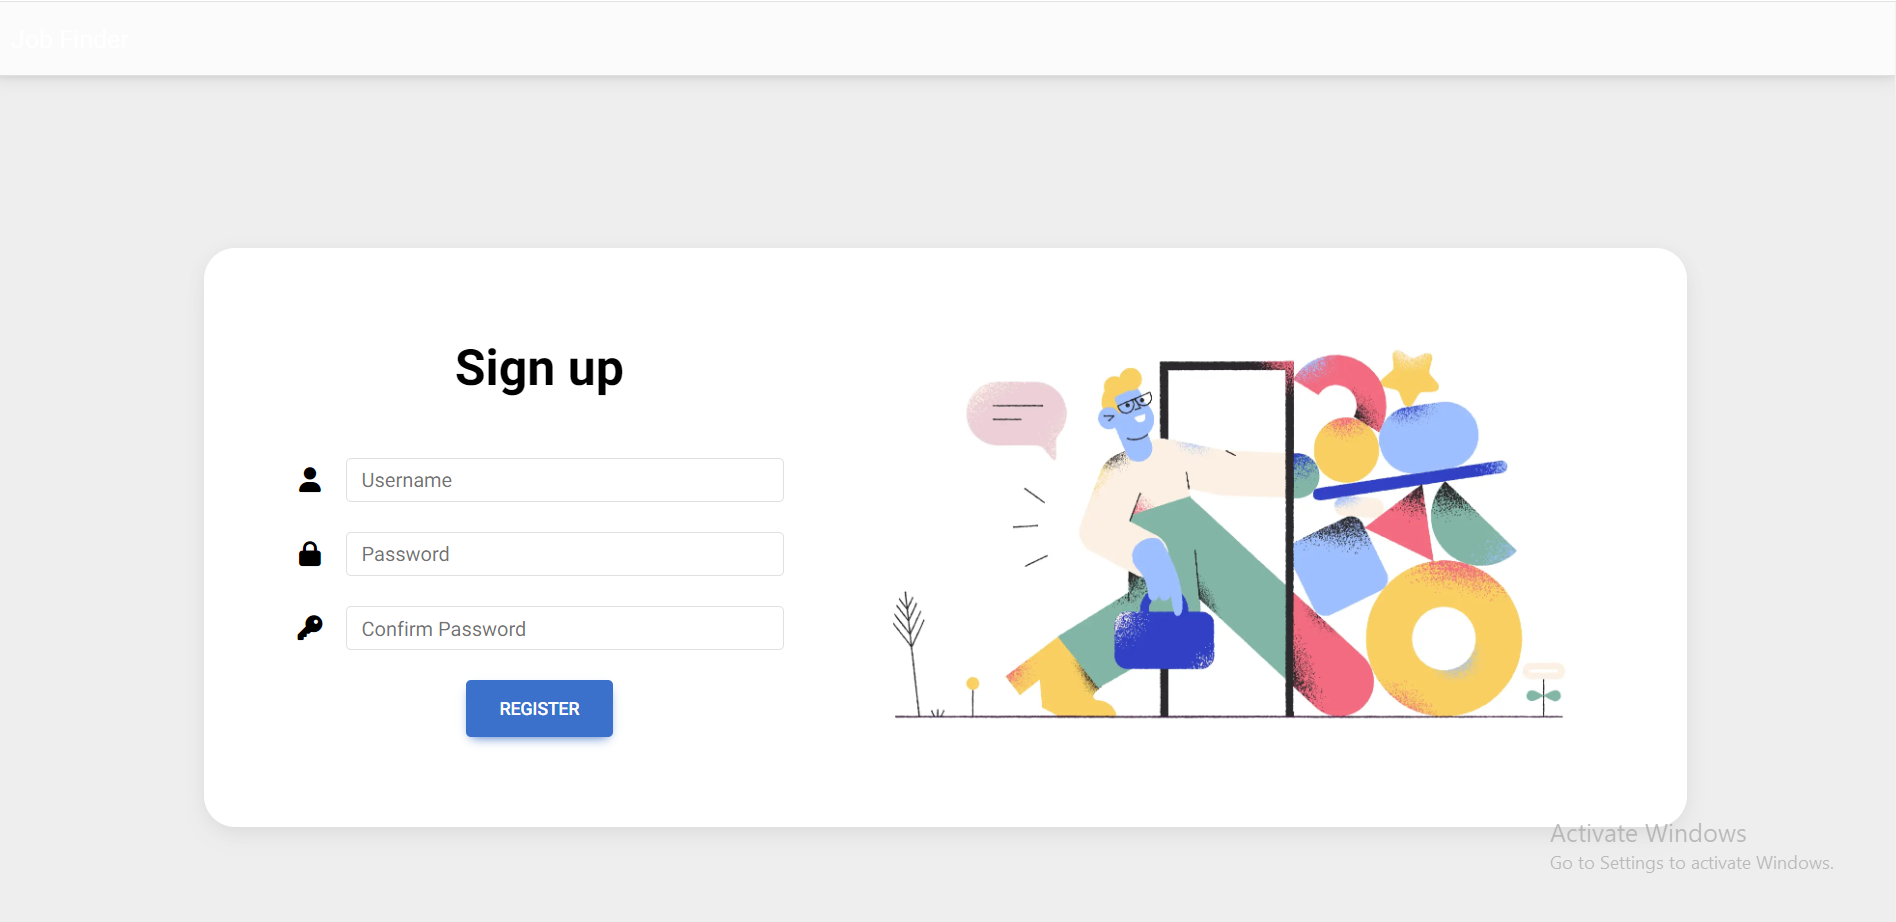 Job Finder
Sign up
Username
Password
Confirm Password
REGISTER
Activate Windows
Go to Settings to activate Windows.